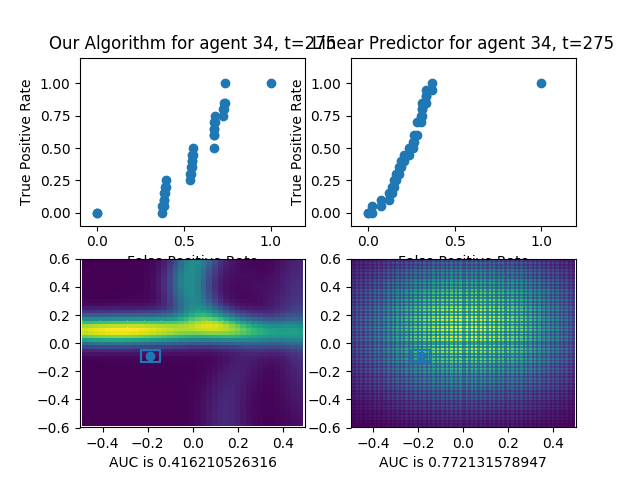 Our Algorithm for agent 34, t=275
Linear Predictor for agent 34, t=275
True Positive Rate
1.00
0.75
0.50
0.25
0.00
0.0 0.5 1.0
False Positive Rate
True Positive Rate
1.00
0.75
0.50
0.25
0.00
0.0 0.5 1.0
False Positive Rate
0.6
0.4
0.2
0.0
−0.2
−0.4
−0.6
−0.4 −0.2 0.0 0.2 0.4
AUC is 0.416210526316
0.6
0.4
0.2
0.0
−0.2
−0.4
−0.6
−0.4 −0.2 0.0 0.2 0.4
AUC is 0.772131578947